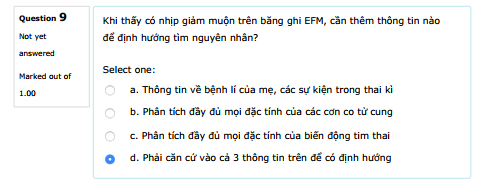 Question 9
Not yet
answered
Marked out of
1.00
Khi thấy có nhịp giảm muộn trên băng ghi EFM, cần thêm thông tin nào
để định hướng tìm nguyên nhân?
Select one:
a. Thông tin về bệnh lí của mẹ, các sự kiện trong thai kì
b. Phân tích đầy đủ mọi đặc tính của các cơn co tử cung
c. Phân tích đầy đủ mọi đặc tính của biến động tim thai
d. Phải căn cứ vào cả 3 thông tin trên để có định hướng